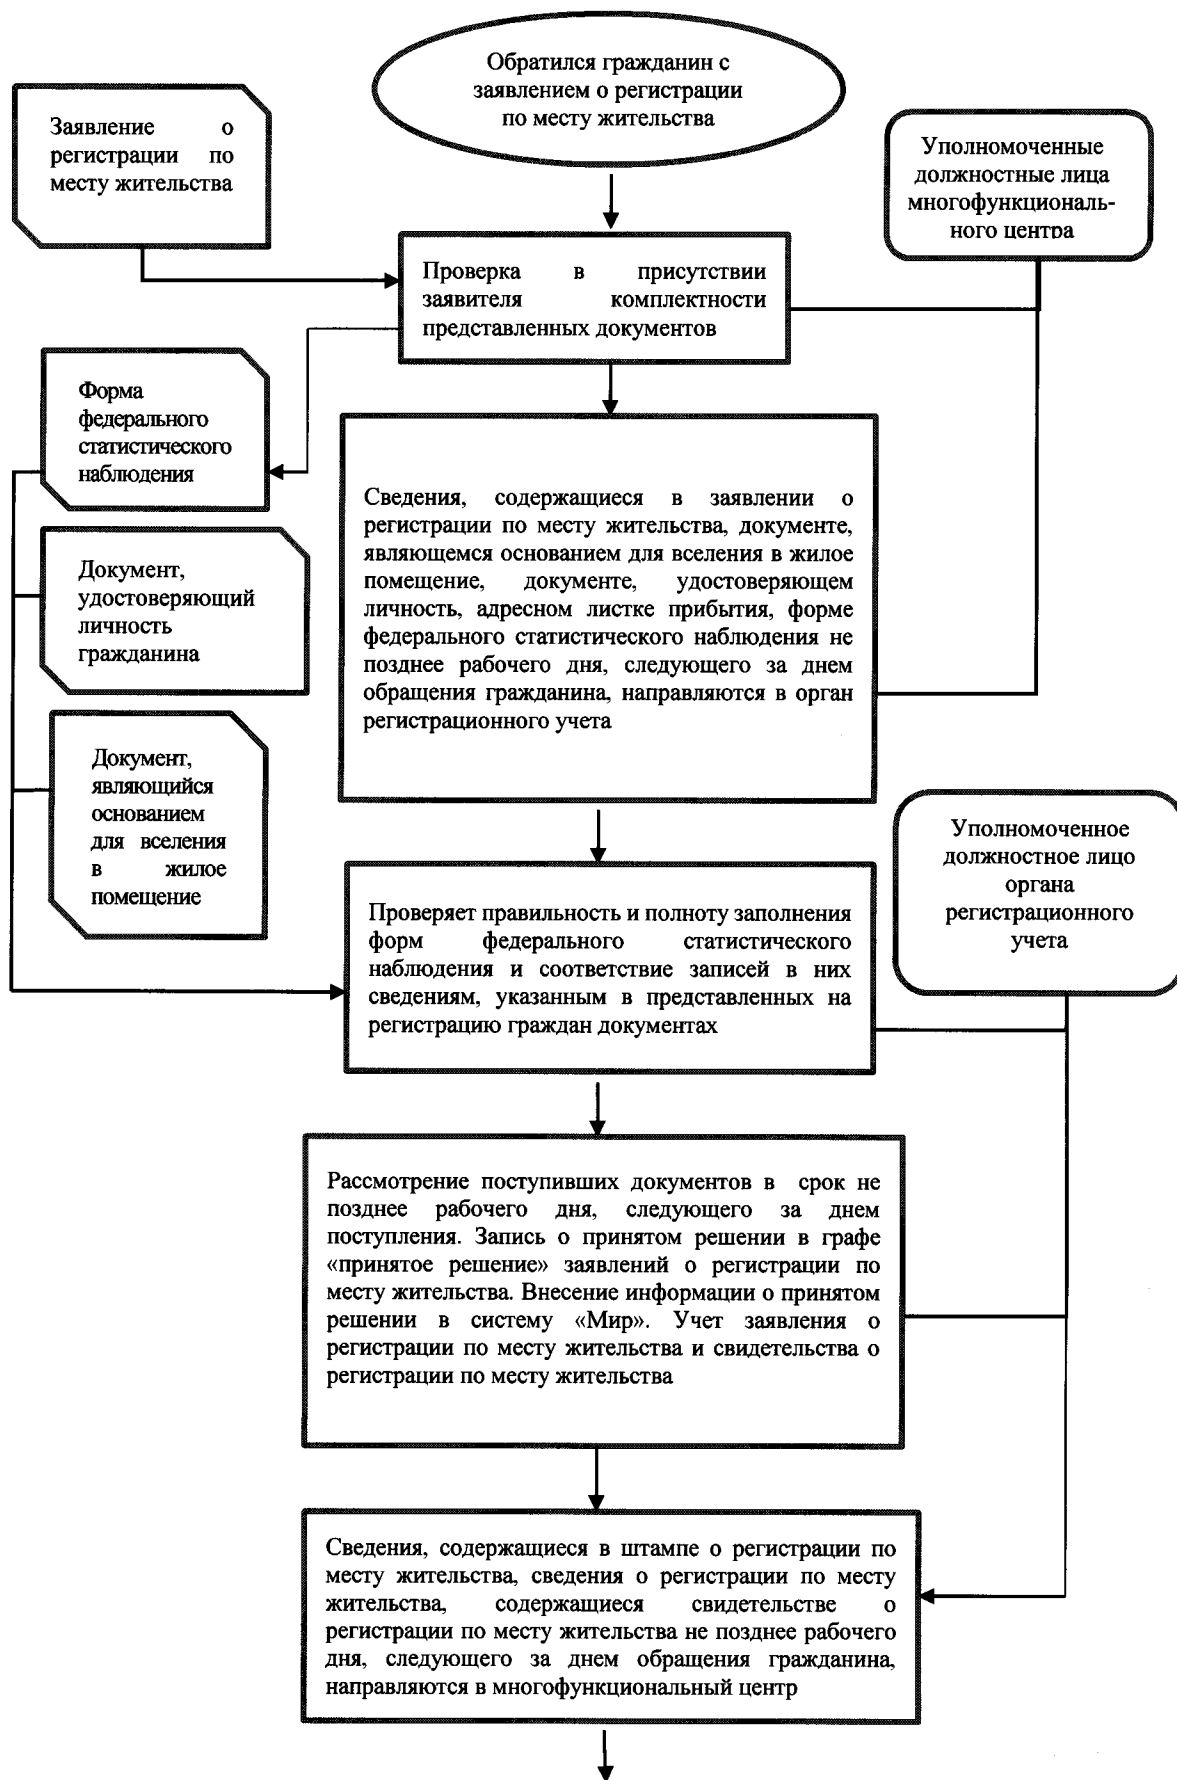 Обратился гражданин с
заявлением о регистрации
по месту жительства
Заявление о
регистрации по
месту жительства
Уполномоченные
должностные лица
многофункциональ-
ного центра
Проверка в присутствии
заявителя комплектности
представленных документов
Форма
федерального
статистического
наблюдения
Сведения, содержащиеся в заявлении о
регистрации по месту жительства, документе,
являющемся основанием для вселения в жилое
помещение, документе, удостоверяющем
личность, адресном листке прибытия, форме
федерального статистического наблюдения не
позднее рабочего дня, следующего за днем
обращения гражданина, направляются в орган
регистрационного учета
Документ,
удостоверяющий
личность
гражданина
Документ,
являющийся
основанием
для вселения
в жилое
помещение
Уполномоченное
должностное лицо
органа
регистрационного
учета
Проверяет правильность и полноту заполнения
форм федерального статистического
наблюдения и соответствие записей в них
сведениям, указанным в представленных на
регистрацию граждан документах
Рассмотрение поступивших документов в срок не
позднее рабочего дня, следующего за днем
поступления. Запись о принятом решении в графе
«принятое решение» заявлений о регистрации по
месту жительства. Внесение информации о принятом
решении в систему «Мир». Учет заявления о
регистрации по месту жительства и свидетельства о
регистрации по месту жительства
Сведения, содержащиеся в штампе о регистрации по
месту жительства, сведения о регистрации по месту
жительства, содержащиеся свидетельстве о
регистрации по месту жительства не позднее рабочего
дня, следующего за днем обращения гражданина,
направляются в многофункциональный центр